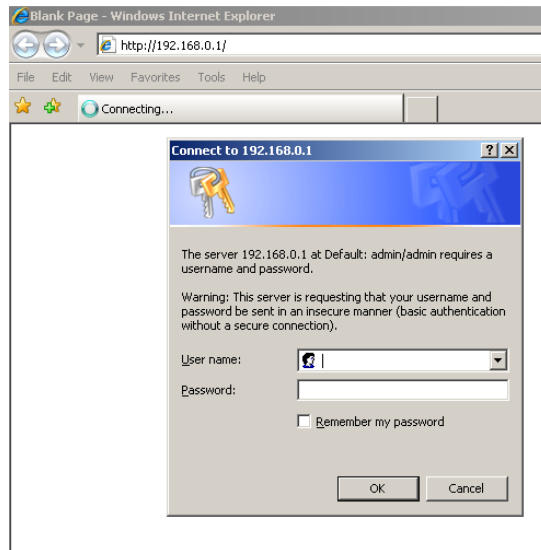 Blank Page - Windows Internet Explorer
http://192.168.0.1/
File Edit View Favorites Tools Help
Connecting...
Connect to 192.168.0.1
The server 192.168.0.1 at Default: admin/admin requires a
username and password.
Warning: This server is requesting that your username and
password be sent in an insecure manner (basic authentication
without a secure connection).
User name:
Password:
Remember my password
OK Cancel